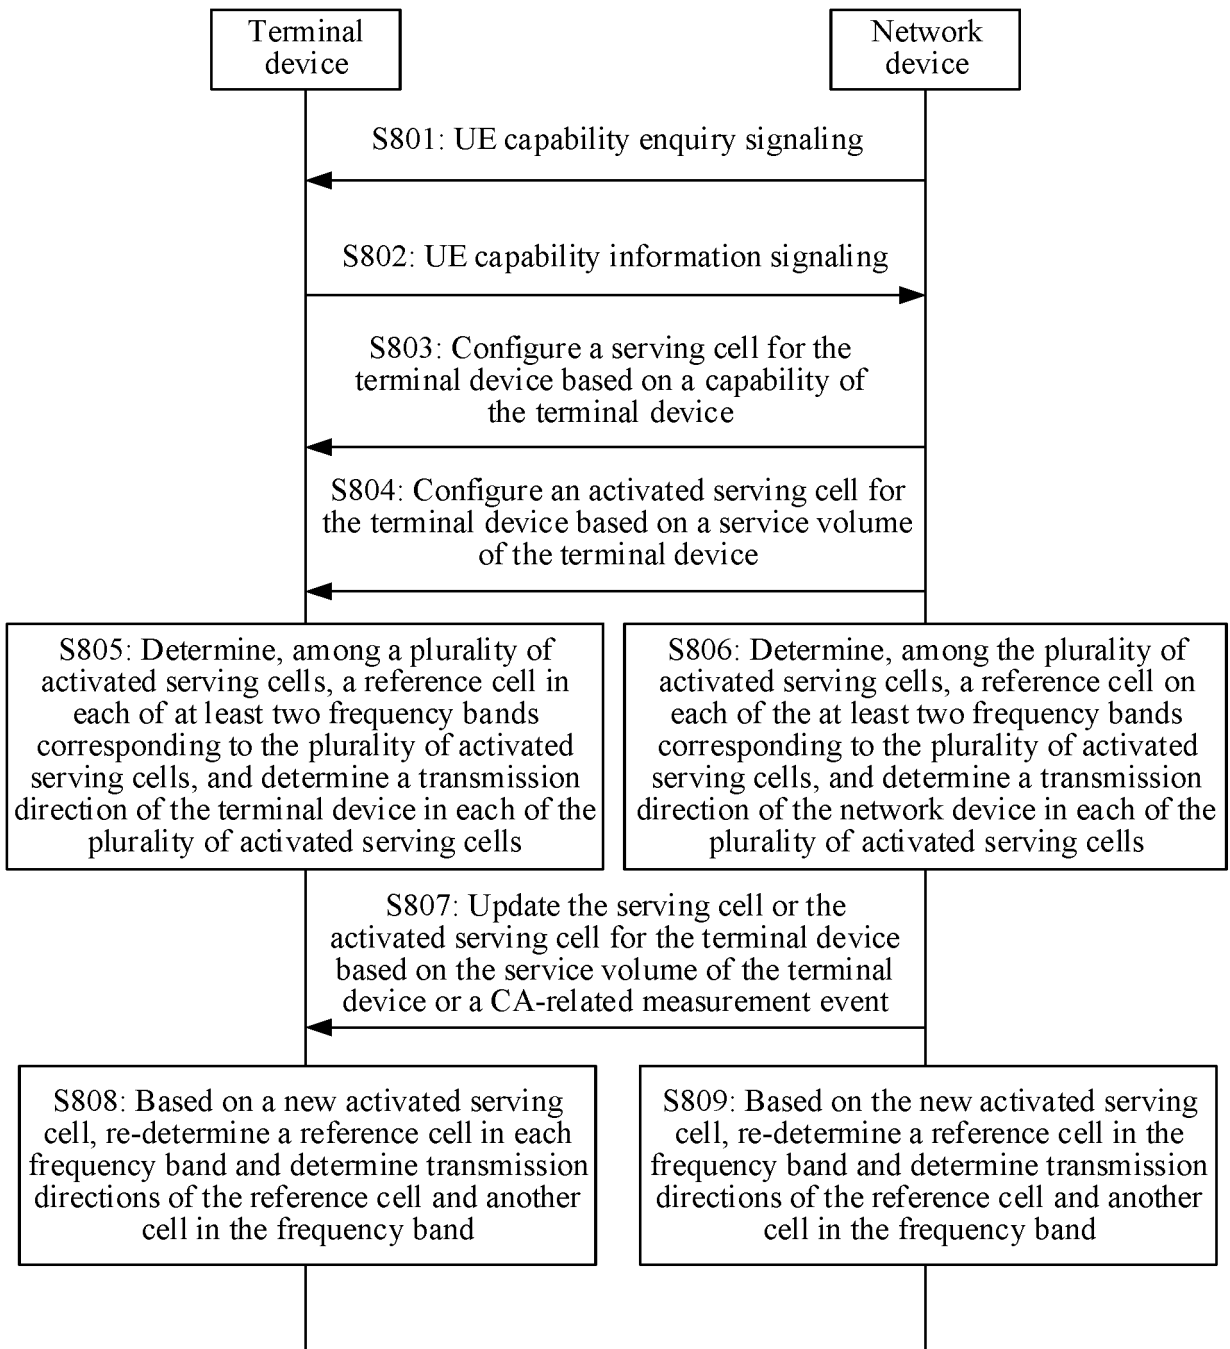 Terminal
device
Network
device
S801: UE capability enquiry signaling
S802: UE capability information signaling
S803: Configure a serving cell for the
terminal device based on a capability of
the terminal device
S804: Configure an activated serving cell for
the terminal device based on a service volume
of the terminal device
S805: Determine, among a plurality of
activated serving cells, a reference cell in
each of at least two frequency bands
corresponding to the plurality of activated
serving cells, and determine a transmission
direction of the terminal device in each of the
plurality of activated serving cells
S806: Determine, among the plurality of
activated serving cells, a reference cell on
each of the at least two frequency bands
corresponding to the plurality of activated
serving cells, and determine a transmission
direction of the network device in each of the
plurality of activated serving cells
S807: Update the serving cell or the
activated serving cell for the terminal device
based on the service volume of the terminal
device or a CA-related measurement event
S808: Based on a new activated serving
cell, re-determine a reference cell in each
frequency band and determine transmission
directions of the reference cell and another
cell in the frequency band
S809: Based on the new activated serving
cell, re-determine a reference cell in the
frequency band and determine transmission
directions of the reference cell and another
cell in the frequency band